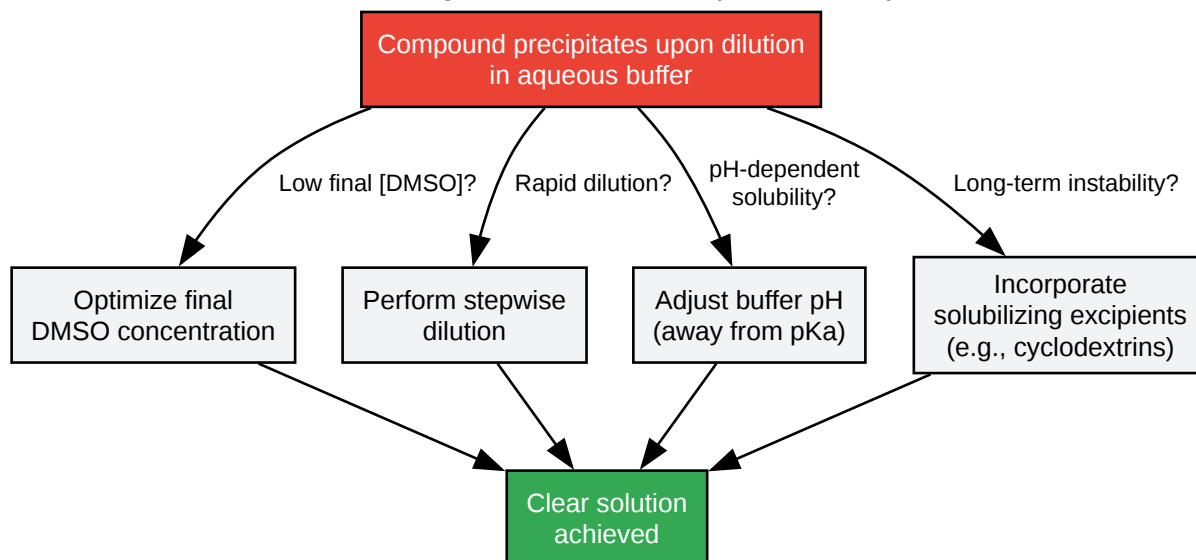 Compound precipitates upon dilution
in aqueous buffer
Low final [DMSO]?
Rapid dilution?
pH-dependent
solubility?
Long-term instability?
Optimize final
DMSO concentration
Perform stepwise
dilution
Adjust buffer pH
(away from pKa)
Incorporate
solubilizing excipients
(e.g., cyclodextrins)
Clear solution
achieved